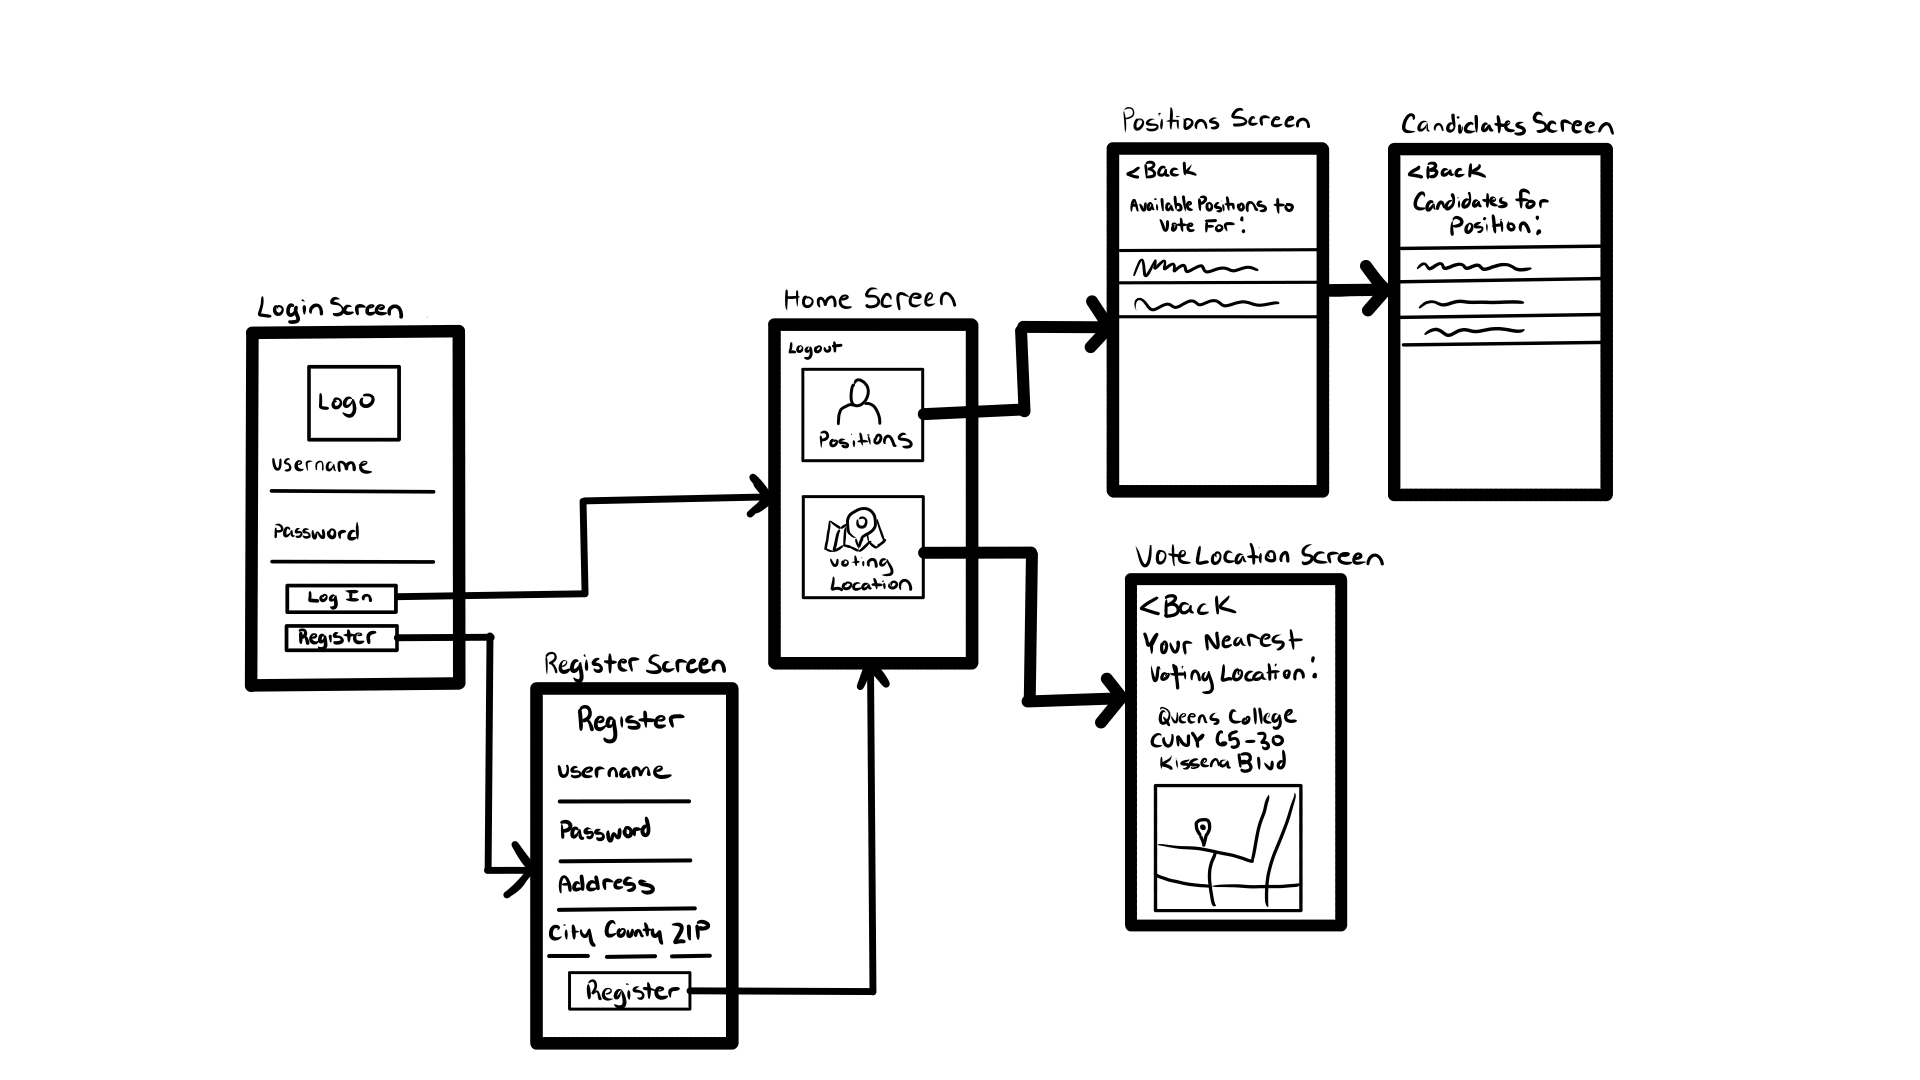 Login Screen
Logo
Username
Password
Log In
Register
Register Screen
Register
Username
Password
Address
City County ZIP
Register
Home Screen
Logout
Positions
Voting
Location
Positions Screen
<Back
Available Positions to
Vote For:
Candidates Screen
<Back
Candidates for
Position:
Vote Location Screen
<Back
Your Nearest
Voting Location:
Queens College
CUNY 65-30
Kissena Blvd